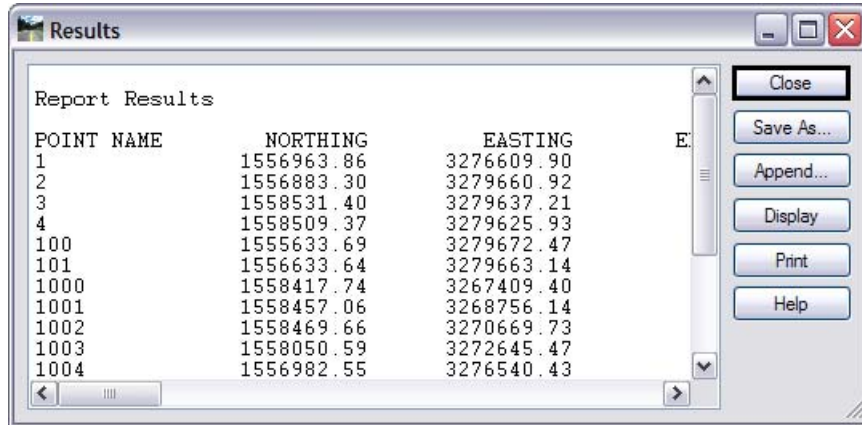 Results
Report Results
POINT NAME NORTHING EASTING
1 1556963.86 3276609.90
2 1556883.30 3279660.92
3 1558531.40 3279637.21
4 1558509.37 3279625.93
100 1555633.69 3279672.47
101 1556633.64 3279663.14
1000 1558417.74 3267409.40
1001 1558457.06 3268756.14
1002 1558469.66 3270669.73
1003 1558050.59 3272645.47
1004 1556982.55 3276540.43
Close
Save As...
Append...
Display
Print
Help